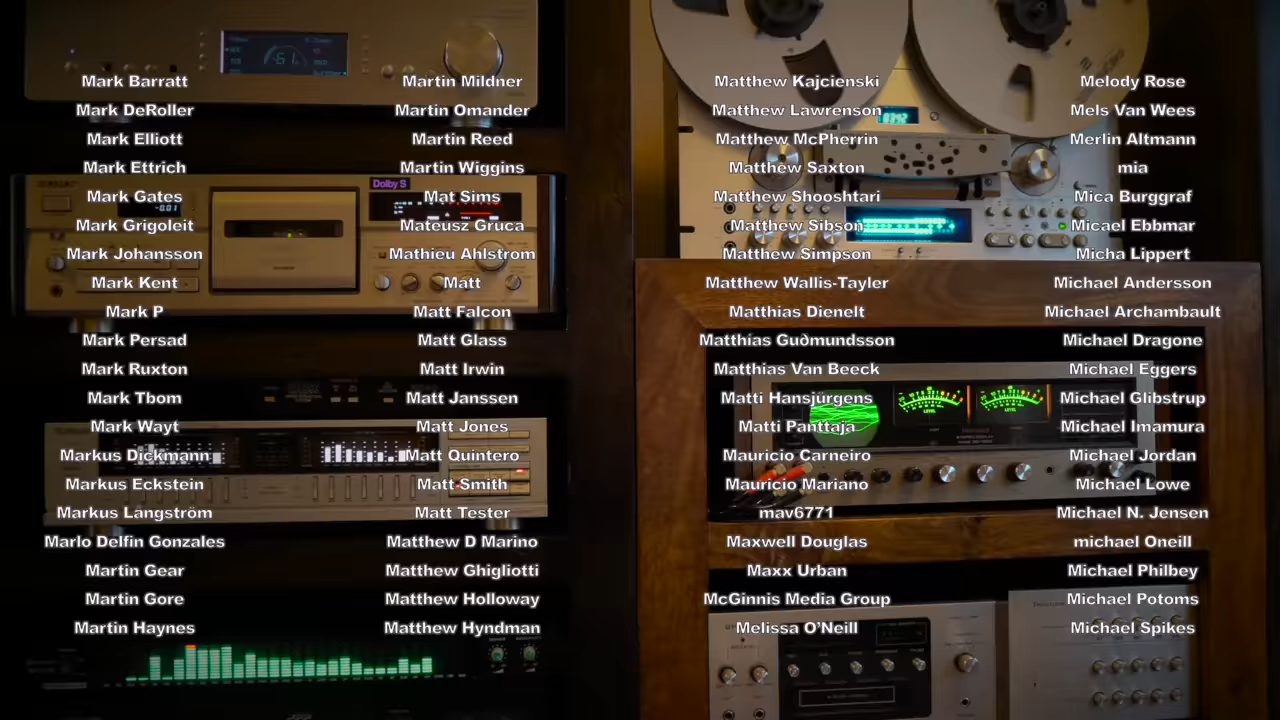 Mark Barratt
Mark DeRoller
Mark Elliott
Mark Ettrich
Mark Gates
Mark Grigoleit
Mark Johansson
Mark Kent
Mark P
Mark Persad
Mark Ruxton
Mark Tbom
Mark Wayt
Markus Dickmann
Markus Eckstein
Markus Långström
Marlo Delfin Gonzales
Martin Gear
Martin Gore
Martin Haynes
Martin Mildner
Martin Omander
Martin Reed
Martin Wiggins
Mat Sims
Mateusz Gruca
Mathieu Ahlstrom
Matt
Matt Falcon
Matt Glass
Matt Irwin
Matt Janssen
Matt Jones
Matt Quintero
Matt Smith
Matt Tester
Matthew D Marino
Matthew Ghigliotti
Matthew Holloway
Matthew Hyndman
Matthew Kajcienski
Matthew Lawrenson
Matthew McPherrin
Matthew Saxton
Matthew Shooshtari
Matthew Sibson
Matthew Simpson
Matthew Wallis-Tayler
Matthias Dienelt
Matthías Guðmundsson
Matthias Van Beeck
Matti Hansjürgens
Matti Panttaja
Mauricio Carneiro
Mauricio Mariano
mav6771
Maxwell Douglas
Maxx Urban
McGinnis Media Group
Melissa O’Neill
Melody Rose
Mels Van Wees
Merlin Altmann
mia
Mica Burggraf
Micael Ebbmar
Micha Lippert
Michael Andersson
Michael Archambault
Michael Dragone
Michael Eggers
Michael Glibstrup
Michael Imamura
Michael Jordan
Michael Lowe
Michael N. Jensen
michael Oneill
Michael Philbey
Michael Potoms
Michael Spikes
Dolby S
-61.
LEVEL
LEVEL